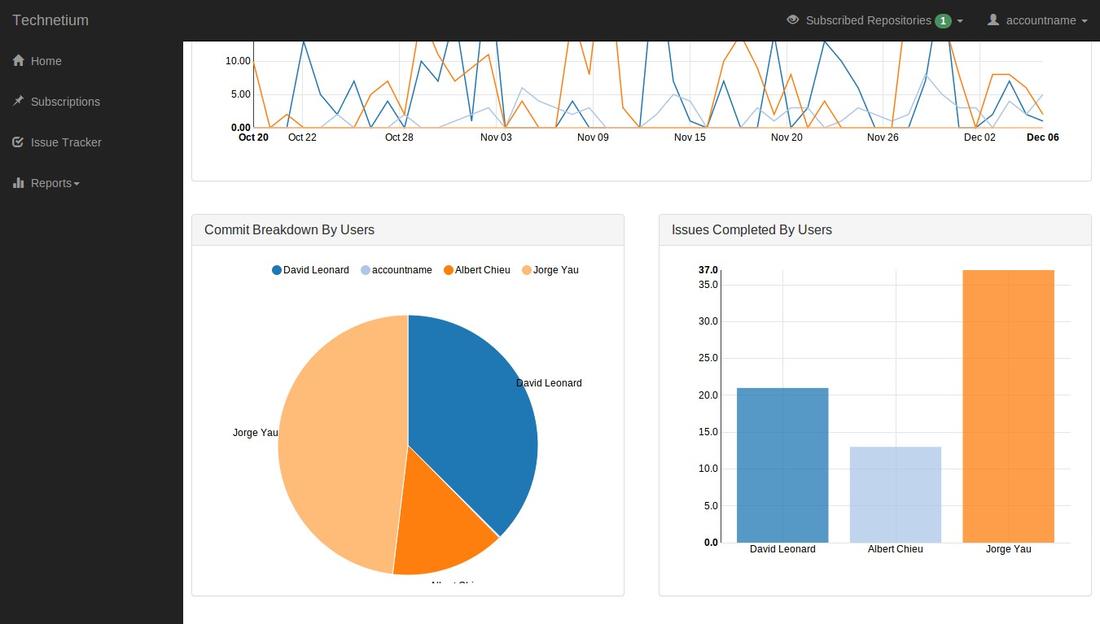 Technetium
Subscribed Repositories 1
accountname
Home
Subscriptions
Issue Tracker
Reports
10.00
5.00
0.00
Oct 20 Oct 22 Oct 28 Nov 03 Nov 09 Nov 15 Nov 20 Nov 26 Dec 02 Dec 06
Commit Breakdown By Users
David Leonard accountname Albert Chieu Jorge Yau
David Leonard
Jorge Yau
Issues Completed By Users
37.0
35.0
30.0
25.0
20.0
15.0
10.0
5.0
0.0
David Leonard Albert Chieu Jorge Yau